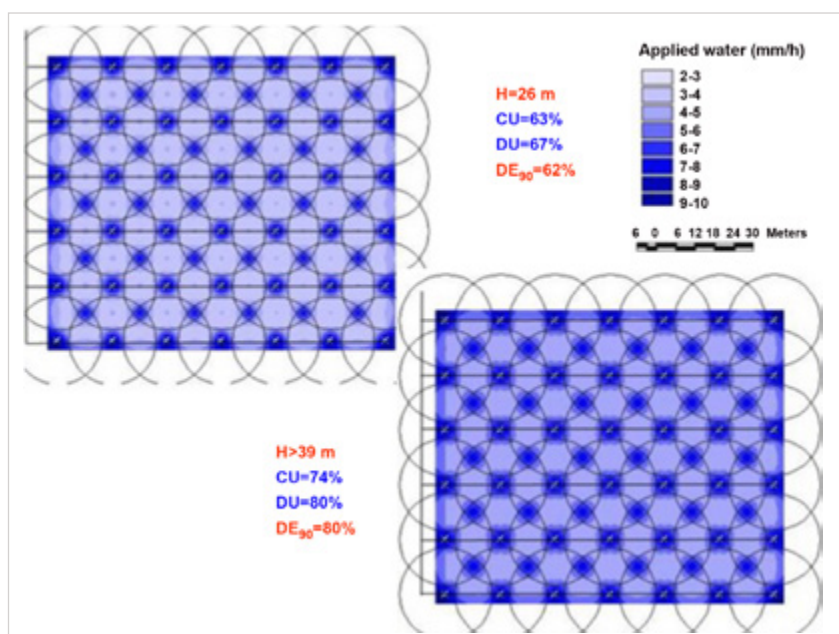 H=26 m
CU=63%
DU=67%
DE90=62%
Applied water (mm/h)
2-3
3-4
4-5
5-6
6-7
7-8
8-9
9-10
6 0 6 12 18 24 30 Meters
H>39 m
CU=74%
DU=80%
DE90=80%